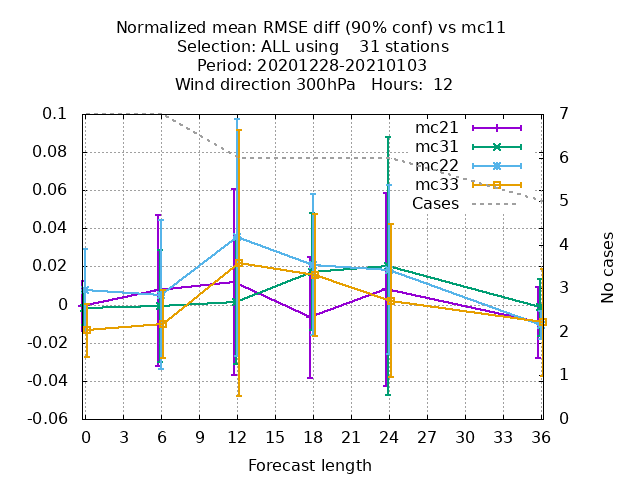 Normalized mean RMSE diff (90% conf) vs mc11
Selection: ALL using    31 stations
Period: 20201228-20210103
Wind direction 300hPa   Hours:  12
0.1
0.08
0.06
0.04
0.02
0
-0.02
-0.04
-0.06
7
6
5
4
3
2
1
0
mc21
mc31
mc22
mc33
Cases
No cases
0 3 6 9 12 15 18 21 24 27 30 33 36
Forecast length